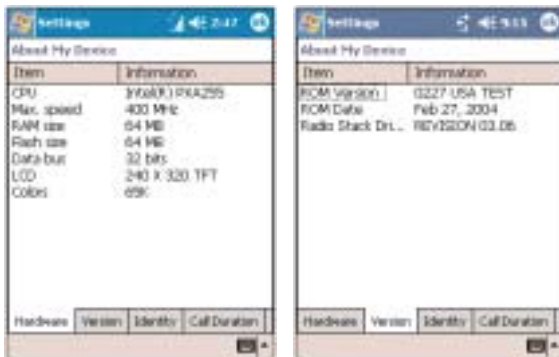 Settings 2:47 ok
About My Device
Item Information
CPU Intel(R) PXA255
Max. speed 400 MHz
RAM size 64 MB
Flash size 64 MB
Data bus 32 bits
LCD 240 X 320 TFT
Colors 65K
Hardware Version Identity Call Duration
Settings ok
About My Device
Item Information
ROM Version 0227 USA TEST
ROM Date Feb 27, 2004
Radio Stack Dri... REVISION 03.06
Hardware Version Identity Call Duration